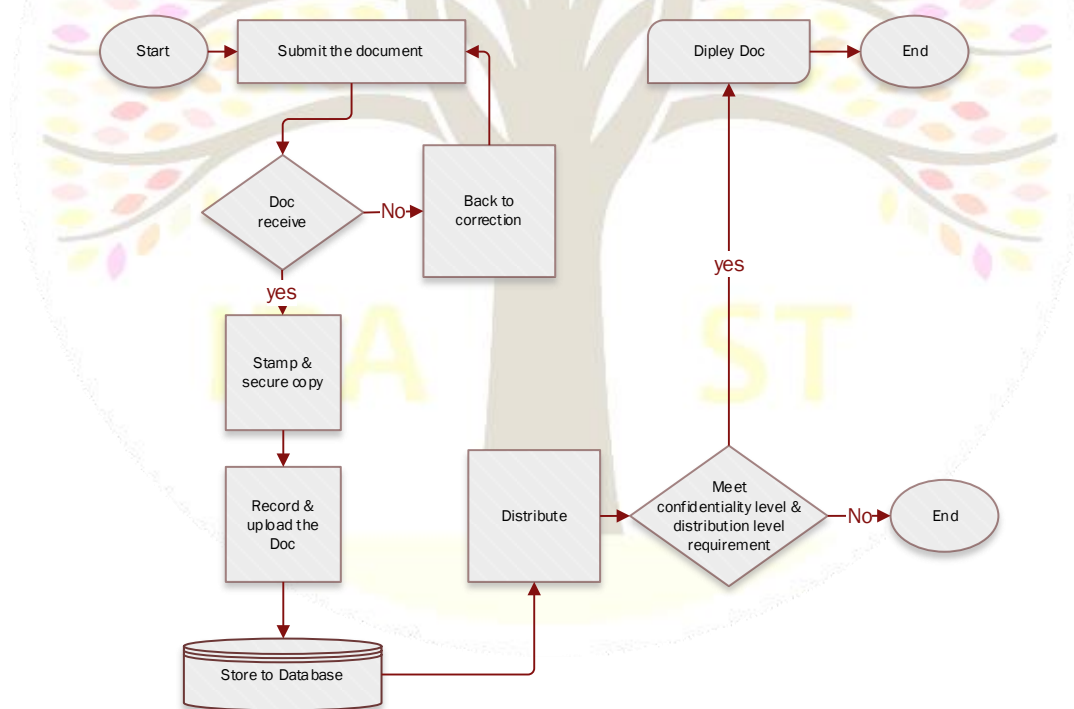 Start
Submit the document
Doc
receive
No
Back to
correction
yes
Stamp &
secure copy
Record &
upload the
Doc
Store to Database
Distribute
Meet
confidentiality level &
distribution level
requirement
No
End
yes
Dipley Doc
End
ST